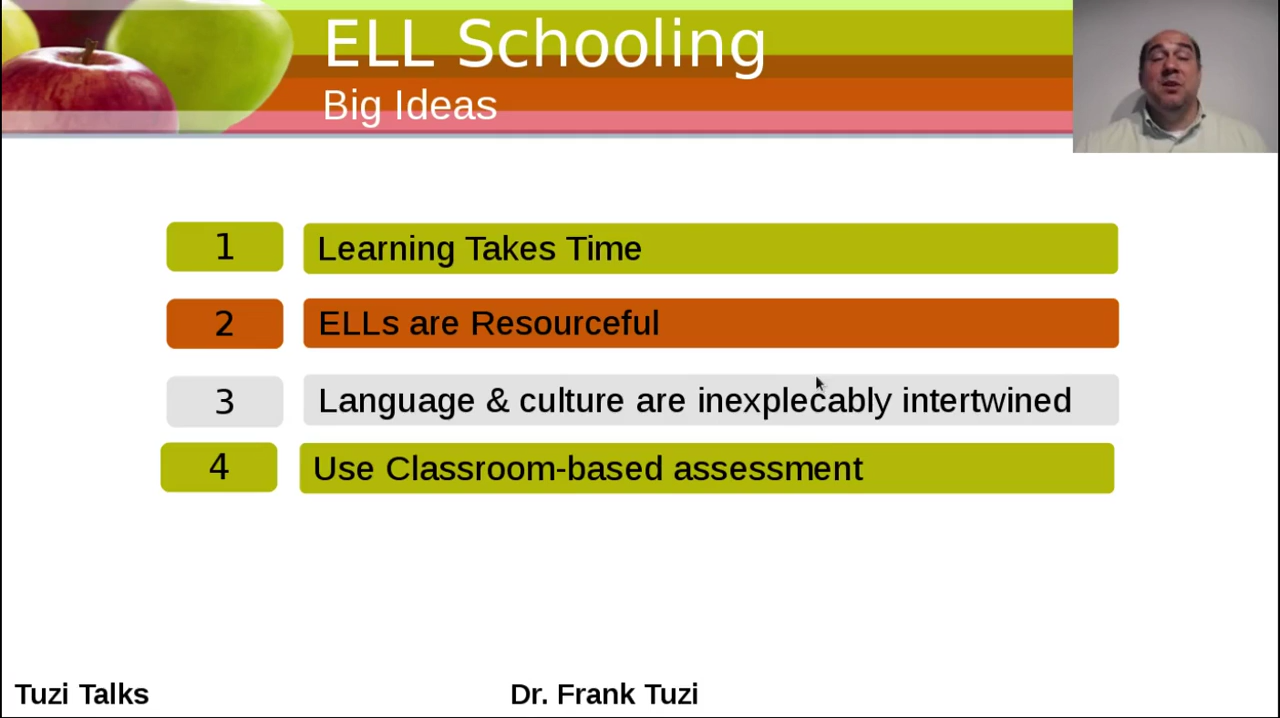 ELL Schooling
Big Ideas
1 Learning Takes Time
2 ELLs are Resourceful
3 Language & culture are inexplecably intertwined
4 Use Classroom-based assessment
Tuzi Talks Dr. Frank Tuzi